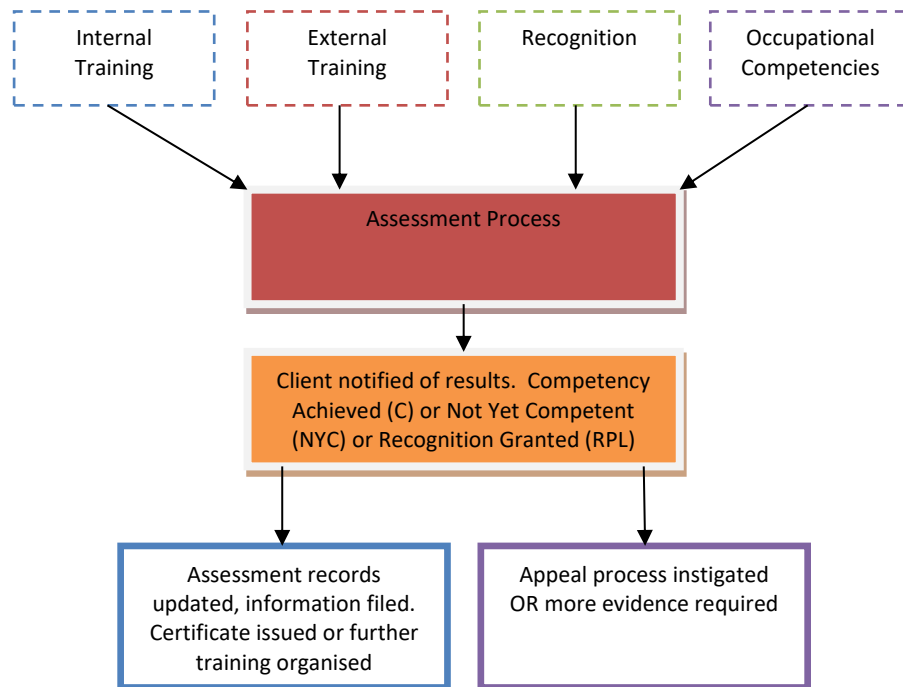 Internal
Training
External
Training
Recognition
Occupational
Competencies
Assessment Process
Client notified of results.  Competency
Achieved (C) or Not Yet Competent
(NYC) or Recognition Granted (RPL)
Assessment records
updated, information filed.
Certificate issued or further
training organised
Appeal process instigated
OR more evidence required